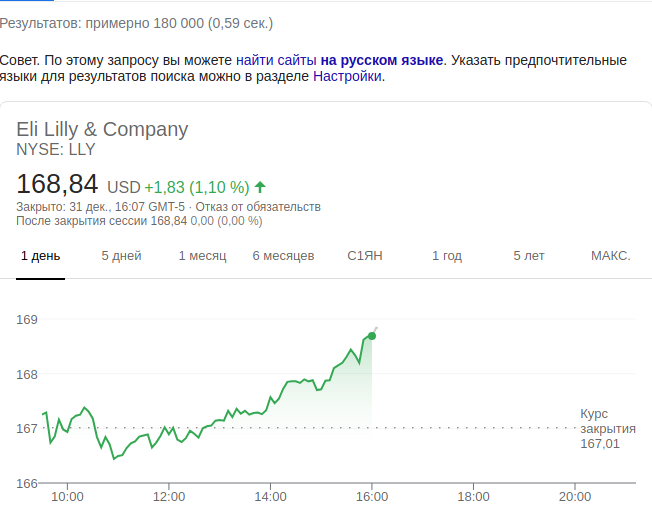 Результатов: примерно 180 000 (0,59 сек.)
Совет. По этому запросу вы можете найти сайты на русском языке. Указать предпочтительные
языки для результатов поиска можно в разделе Настройки.
Eli Lilly & Company
NYSE: LLY
168,84 USD +1,83 (1,10 %)
Закрыто: 31 дек., 16:07 GMT-5 · Отказ от обязательств
После закрытия сессии 168,84 0,00 (0,00 %)
1 день 5 дней 1 месяц 6 месяцев С1ЯН 1 год 5 лет МАКС.
169
168
167
166
Курс
закрытия
167,01
10:00 12:00 14:00 16:00 18:00 20:00